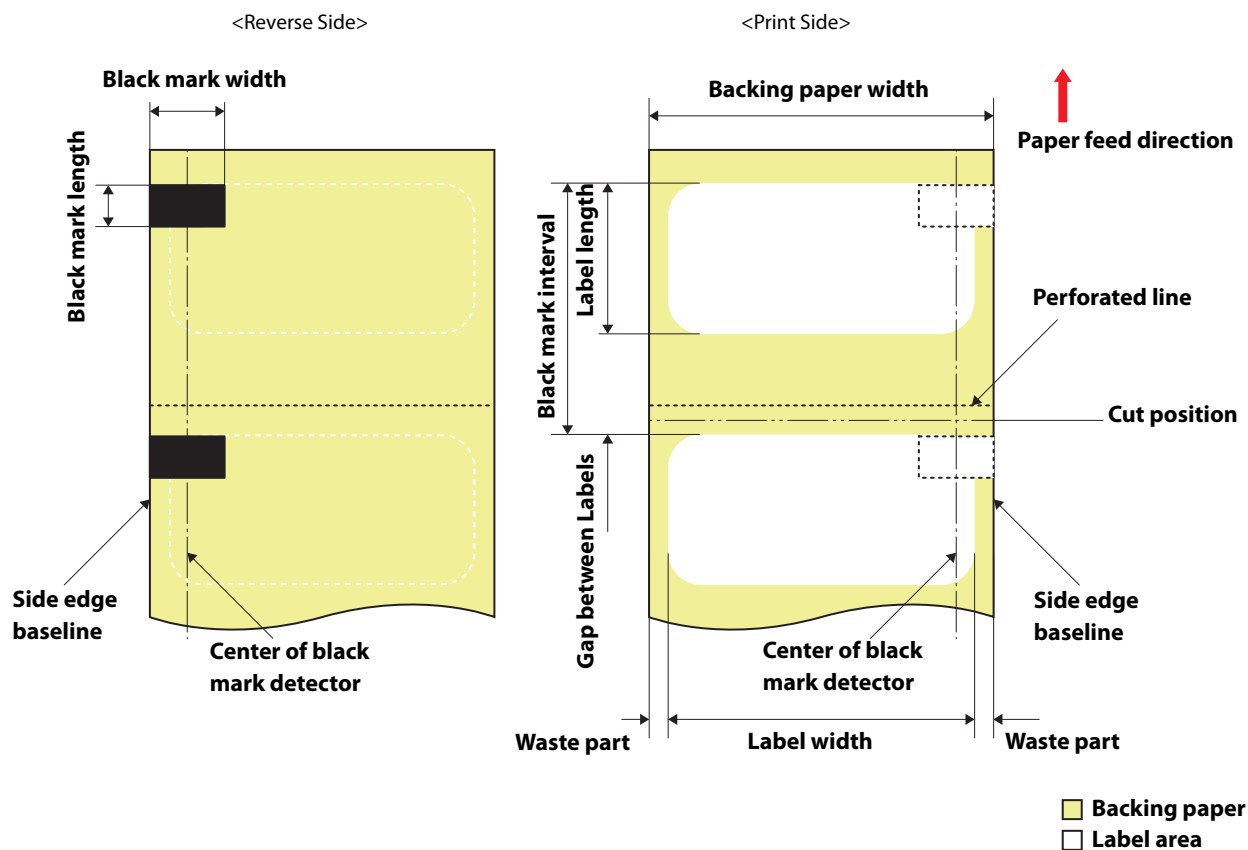 <Reverse Side>
<Print Side>
Black mark width
Backing paper width
Paper feed direction
Black mark length
Black mark interval
Label length
Perforated line
Cut position
Gap between Labels
Side edge
baseline
Center of black
mark detector
Center of black
mark detector
Side edge
baseline
Waste part
Label width
Waste part
Backing paper
Label area